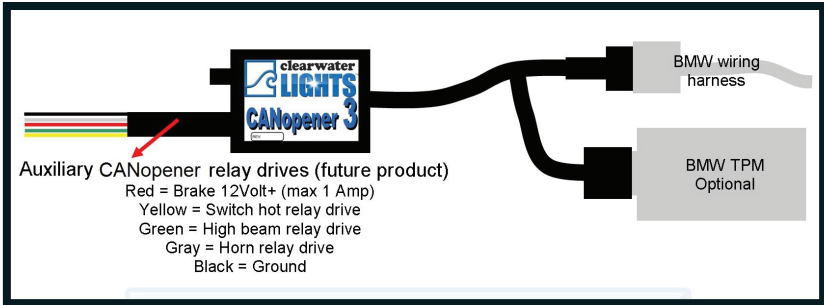 clearwater
LIGHTS
CANopener 3
REV.
BMW wiring
harness
BMW TPM
Optional
Auxiliary CANopener relay drives (future product)
Red = Brake 12Volt+ (max 1 Amp)
Yellow = Switch hot relay drive
Green = High beam relay drive
Gray = Horn relay drive
Black = Ground